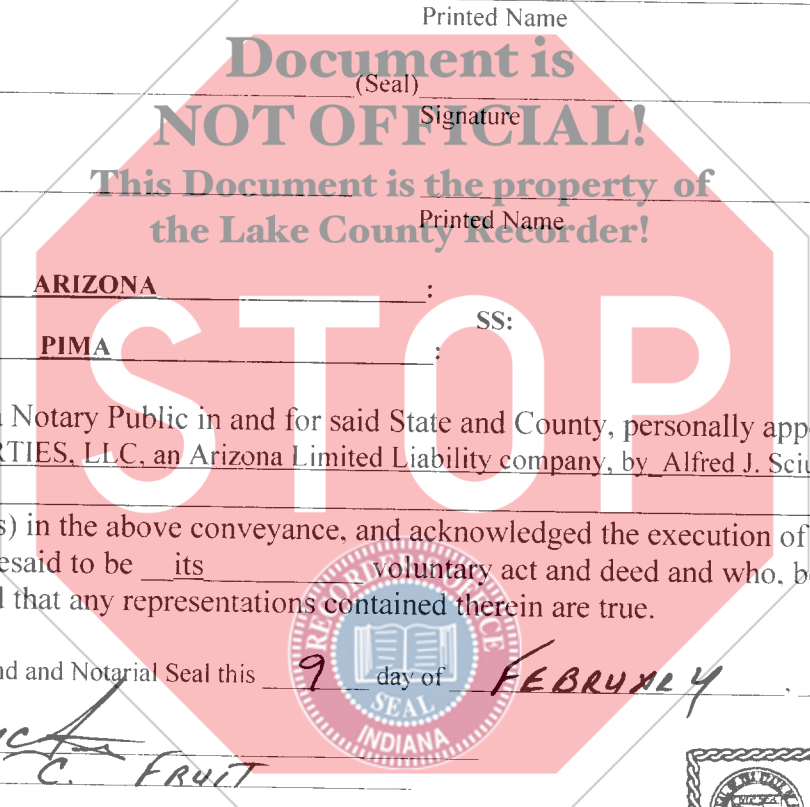 Printed Name
Document is
(Seal)
NOT OFFICIAL!
Signature
This Document is the property of
Printed Name
the Lake County Recorder!
ARIZONA :
SS:
PIMA :
STOP
Notary Public in and for said State and County, personally app
RTIES, LLC, an Arizona Limited Liability company, by Alfred J. Sciu
s) in the above conveyance, and acknowledged the execution of
esaid to be its voluntary act and deed and who, b
d that any representations contained therein are true.
nd and Notarial Seal this 9 day of FEBRUARY ,
RECORDER'S OFFICE
SEAL
INDIANA
C. FRUIT